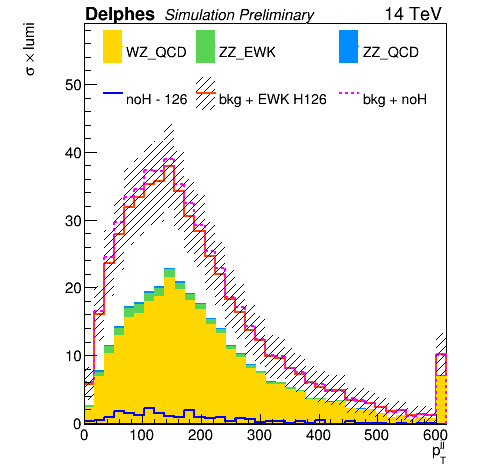 Delphes Simulation Preliminary 14 TeV
σ × lumi
WZ_QCD ZZ_EWK ZZ_QCD
noH - 126 bkg + EWK H126 bkg + noH
50
40
30
20
10
0
0 100 200 300 400 500 600
p_T^ll